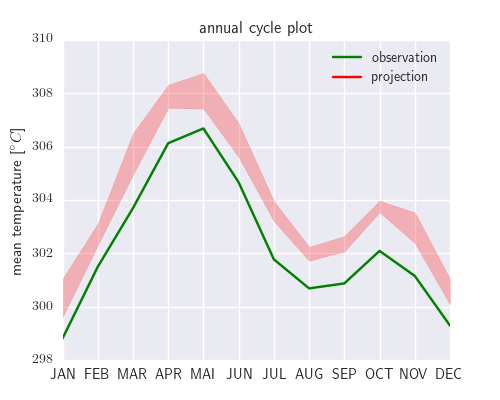 annual cycle plot
mean temperature [°C]
310
308
306
304
302
300
298
observation
projection
JAN FEB MAR APR MAI JUN JUL AUG SEP OCT NOV DEC